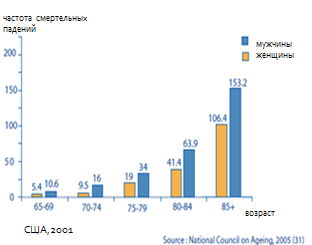 частота смертельных
падений
мужчины
женщины
200
150
100
50
0
5.4 10.6
9.5 16
19 34
41.4 63.9
106.4 153.2
65-69 70-74 75-79 80-84 85+
возраст
США, 2001
Source : National Council on Ageing, 2005 (31)